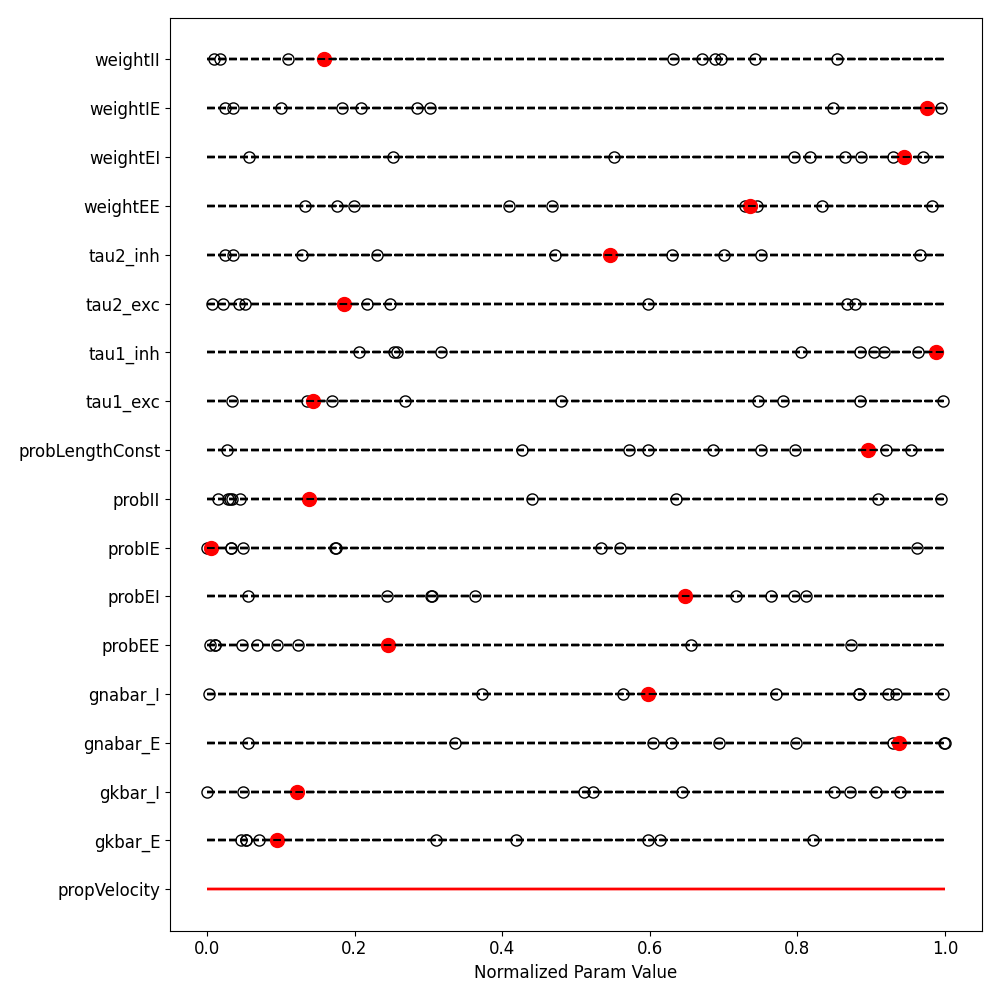 weightII
weightIE
weightEI
weightEE
tau2_inh
tau2_exc
tau1_inh
tau1_exc
probLengthConst
probII
probIE
probEI
probEE
gnabar_I
gnabar_E
gkbar_I
gkbar_E
propVelocity
0.0 0.2 0.4 0.6 0.8 1.0
Normalized Param Value